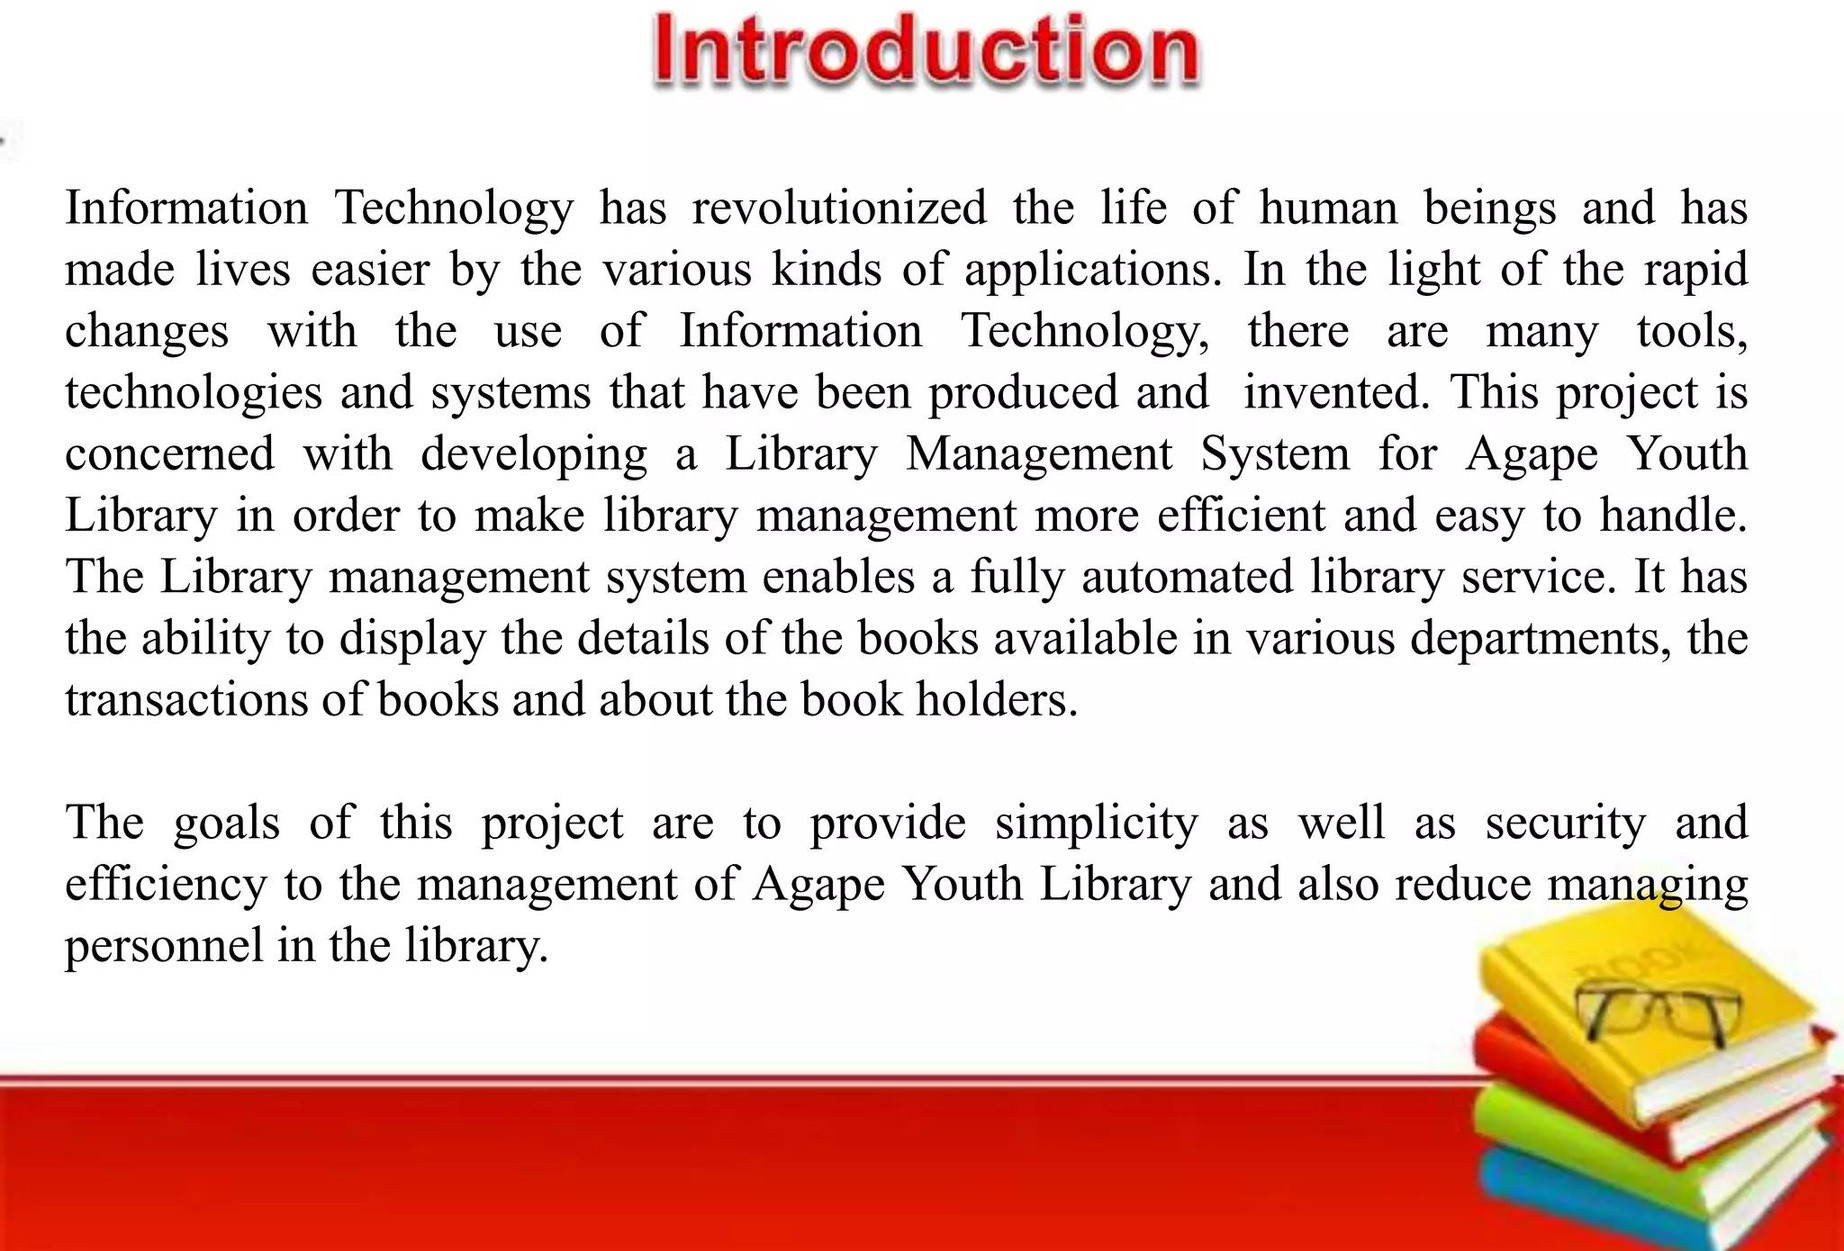 Introduction
Information Technology has revolutionized the life of human beings and has
made lives easier by the various kinds of applications. In the light of the rapid
changes with the use of Information Technology, there are many tools,
technologies and systems that have been produced and invented. This project is
concerned with developing a Library Management System for Agape Youth
Library in order to make library management more efficient and easy to handle.
The Library management system enables a fully automated library service. It has
the ability to display the details of the books available in various departments, the
transactions of books and about the book holders.
The goals of this project are to provide simplicity as well as security and
efficiency to the management of Agape Youth Library and also reduce managing
personnel in the library.
BOOK